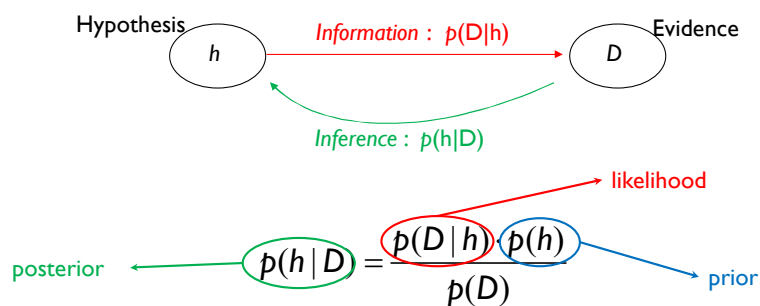 Hypothesis
Information : p(D|h)
Evidence
h
D
Inference : p(h|D)
likelihood
p(h|D) = p(D|h)·p(h) / p(D)
posterior
prior